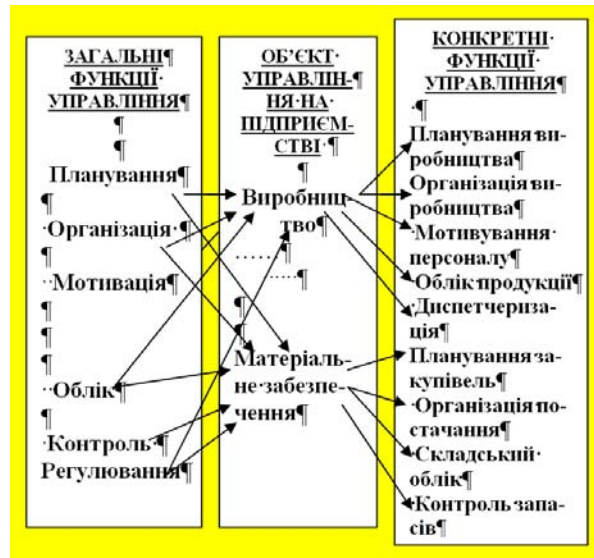 ЗАГАЛЬНІ¶
ФУНКЦІЇ¶
УПРАВЛІННЯ¶
¶
¶
Планування¶
¶
·Організація·¶
¶
··Мотивація¶
¶
¶
¶
··Облік¶
¶
·Контроль·¶
Регулювання¶
ОБ’ЄКТ·
УПРАВЛІН-¶
НЯ·НА·
ПІДПРИЄМ-
СТВІ·¶
¶
Виробниц-
тво¶
······¶
·····¶
¶
¶
Матеріаль-
не·забезпе-
чення¶
КОНКРЕТНІ·
ФУНКЦІЇ·
УПРАВЛІННЯ¶
·¶
Планування·ви-
робництва¶
Організація·ви-
робництва¶
·Мотивування·
персоналу¶
·Облік·продукції¶
·Диспетчериза-
ція¶
Планування·за-
купівель¶
·Організація·по-
стачання¶
·Складський·
облік¶
·Контроль·запа-
сів¶